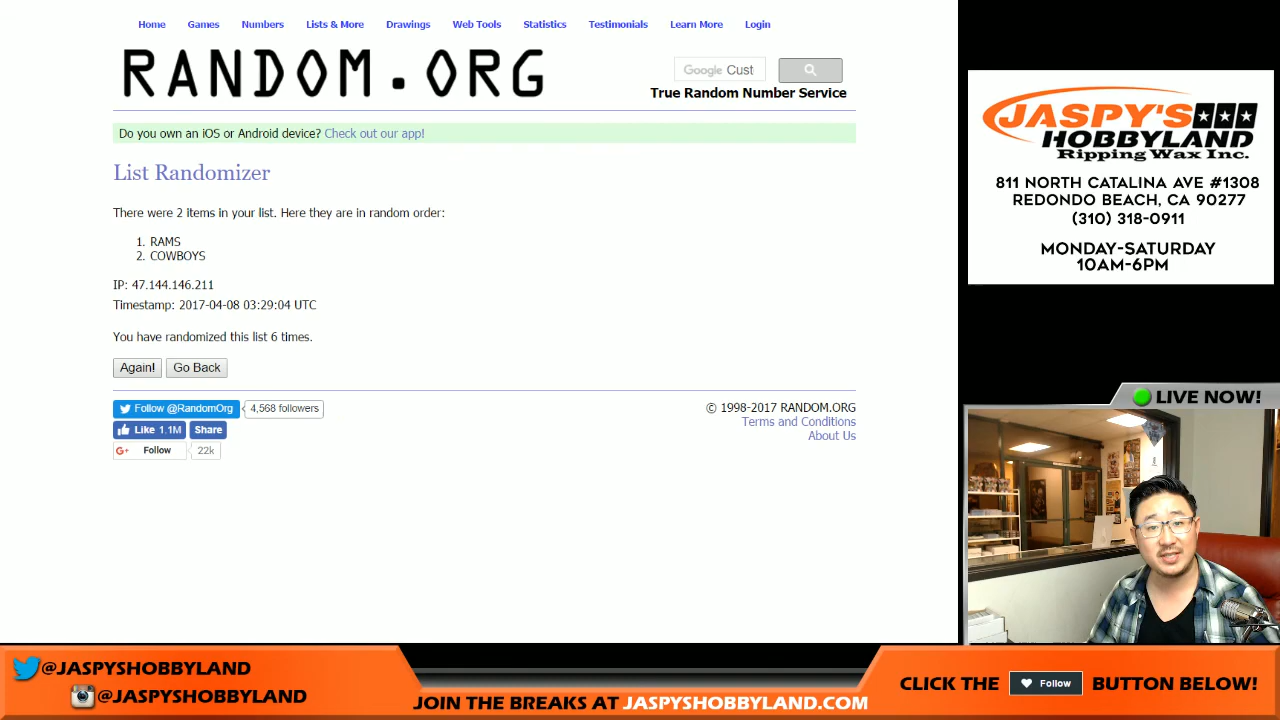 Home Games Numbers Lists & More Drawings Web Tools Statistics Testimonials Learn More Login
RANDOM.ORG
Google Cust
True Random Number Service
Do you own an iOS or Android device? Check out our app!
List Randomizer
There were 2 items in your list. Here they are in random order:
1. RAMS
2. COWBOYS
IP: 47.144.146.211
Timestamp: 2017-04-08 03:29:04 UTC
You have randomized this list 6 times.
Again! Go Back
Follow @RandomOrg 4,568 followers
Like 1.1M Share
G+ Follow 22k
© 1998-2017 RANDOM.ORG
Terms and Conditions
About Us
JASPY'S
HOBBYLAND
Ripping Wax Inc.
811 NORTH CATALINA AVE #1308
REDONDO BEACH, CA 90277
(310) 318-0911
MONDAY-SATURDAY
10AM-6PM
LIVE NOW!
@JASPYSHOBBYLAND
@JASPYSHOBBYLAND
JOIN THE BREAKS AT JASPYSHOBBYLAND.COM
CLICK THE Follow BUTTON BELOW!